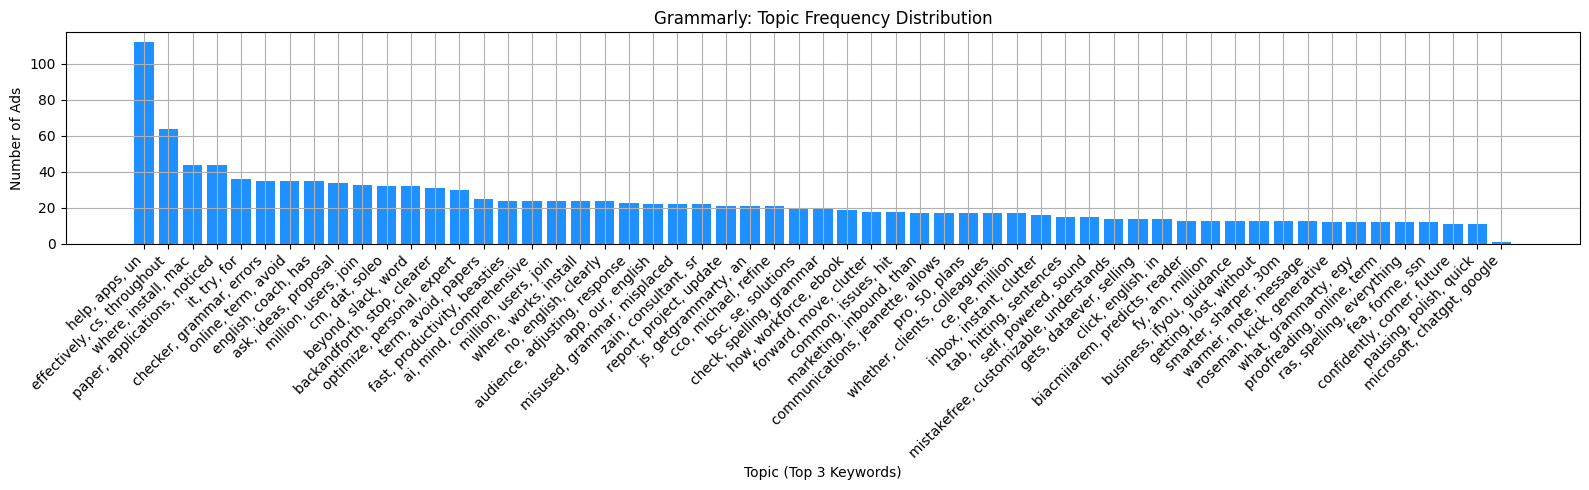 Grammarly: Topic Frequency Distribution
Number of Ads
100
80
60
40
20
0
help, apps, un
effectively, cs, throughout
where, install, mac
paper, applications, noticed
it, try, for
checker, grammar, errors
online, term, avoid
english, coach, has
ask, ideas, proposal
million, users, join
cm, dat, soleo
beyond, slack, word
backandforth, stop, clearer
optimize, personal, expert
term, avoid, papers
fast, productivity, beasties
ai, mind, comprehensive
million, users, join
where, works, install
no, english, clearly
audience, adjusting, response
app, our, english
misused, grammar, misplaced
zain, consultant, sr
report, project, update
js, getgrammarty, an
cco, michael, refine
bsc, se, solutions
check, spelling, grammar
how, workforce, ebook
forward, move, clutter
common, issues, hit
marketing, inbound, than
communications, jeanette, allows
pro, 50, plans
whether, clients, colleagues
ce, pe, million
inbox, instant, clutter
tab, hitting, sentences
self, powered, sound
mistakefree, customizable, understands
gets, dataever, selling
click, english, in
biacmiiarem, predicts, reader
fy, am, million
business, ifyou, guidance
getting, lost, without
smarter, sharper, 30m
warmer, note, message
roseman, kick, generative
what, grammarty, egy
proofreading, online, term
ras, spelling, everything
fea, forme, ssn
confidently, corner, future
pausing, polish, quick
microsoft, chatgpt, google
Topic (Top 3 Keywords)